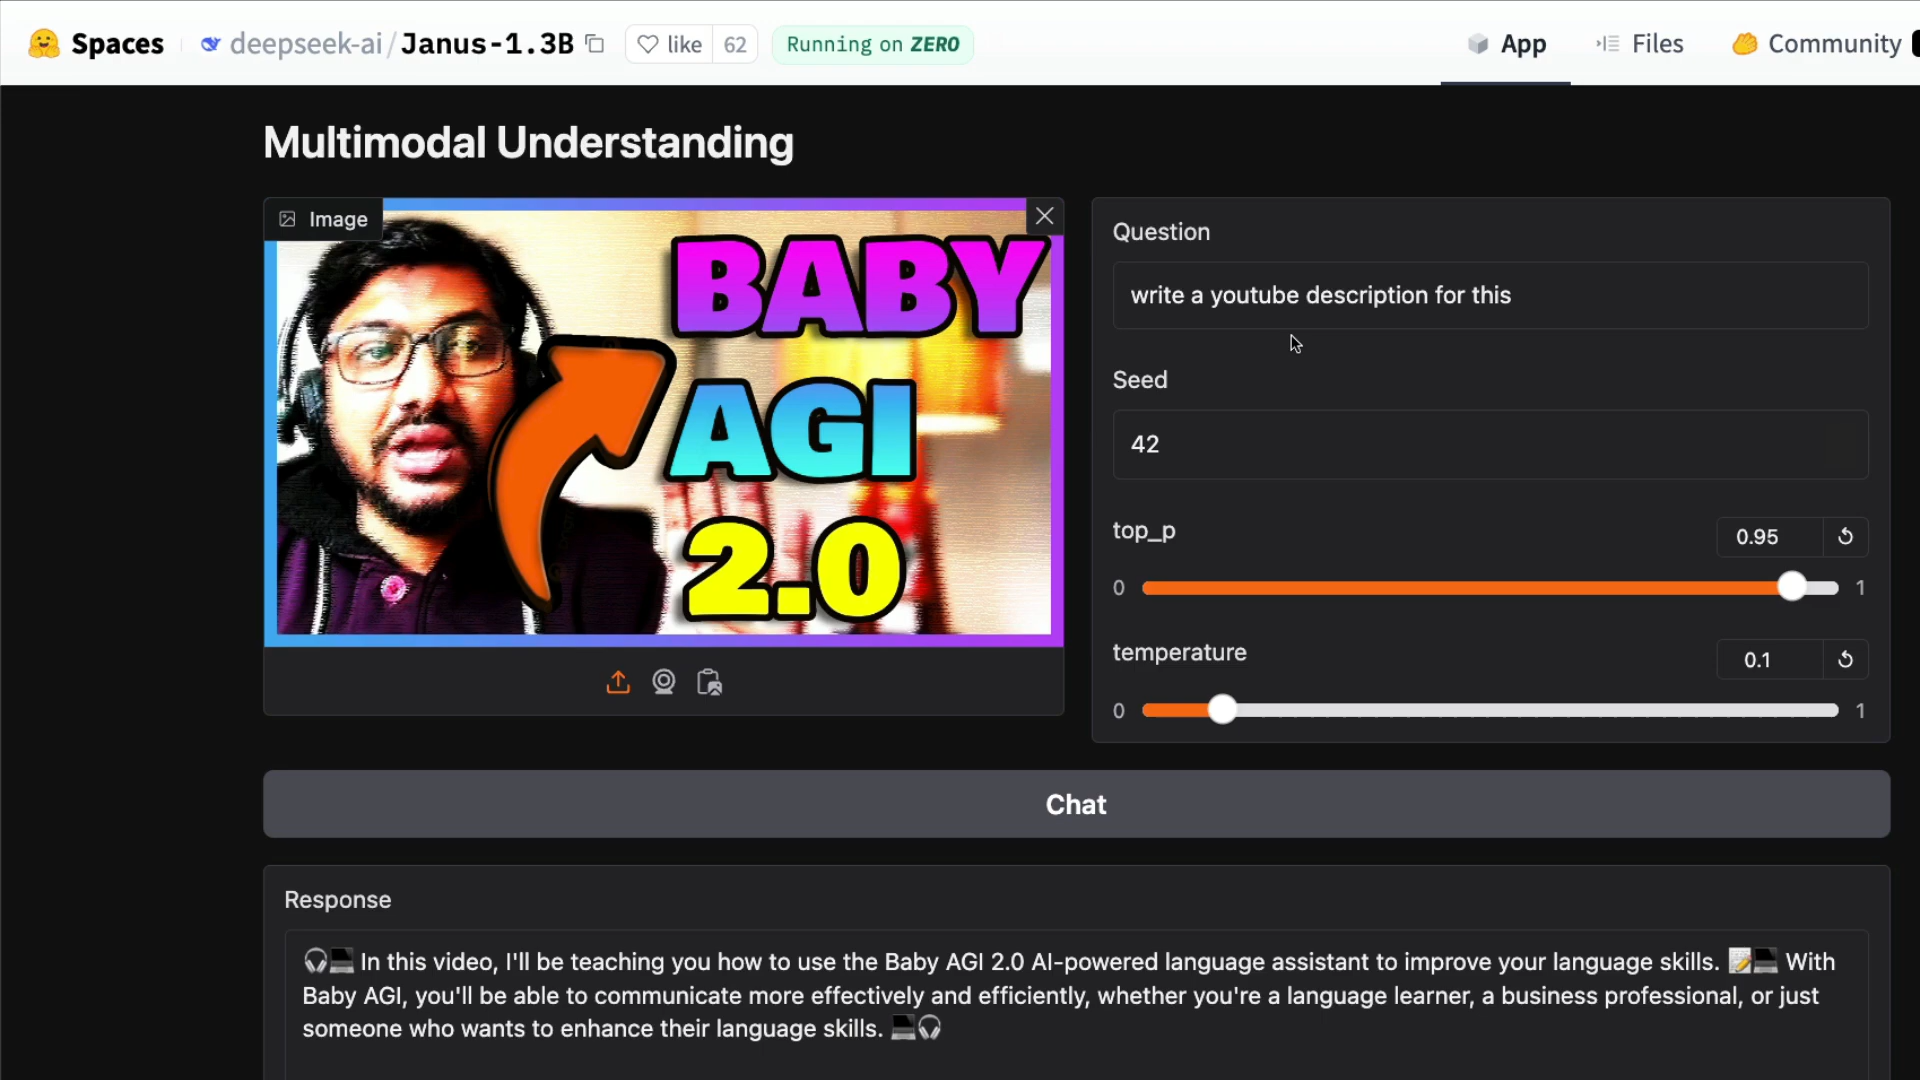 Spaces deepseek-ai/Janus-1.3B like 62 Running on ZERO App Files Community
Multimodal Understanding
Image
BABY
AGI
2.0
Question
write a youtube description for this
Seed
42
top_p 0.95
0 1
temperature 0.1
0 1
Chat
Response
🎧💻 In this video, I'll be teaching you how to use the Baby AGI 2.0 AI-powered language assistant to improve your language skills. 📝💻 With
Baby AGI, you'll be able to communicate more effectively and efficiently, whether you're a language learner, a business professional, or just
someone who wants to enhance their language skills. 💻🎧